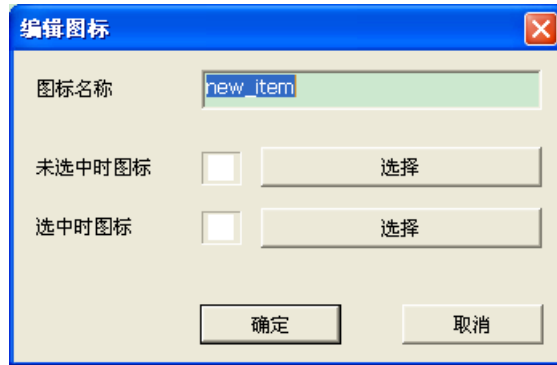 编辑图标
图标名称 new_item
未选中时图标 选择
选中时图标 选择
确定 取消